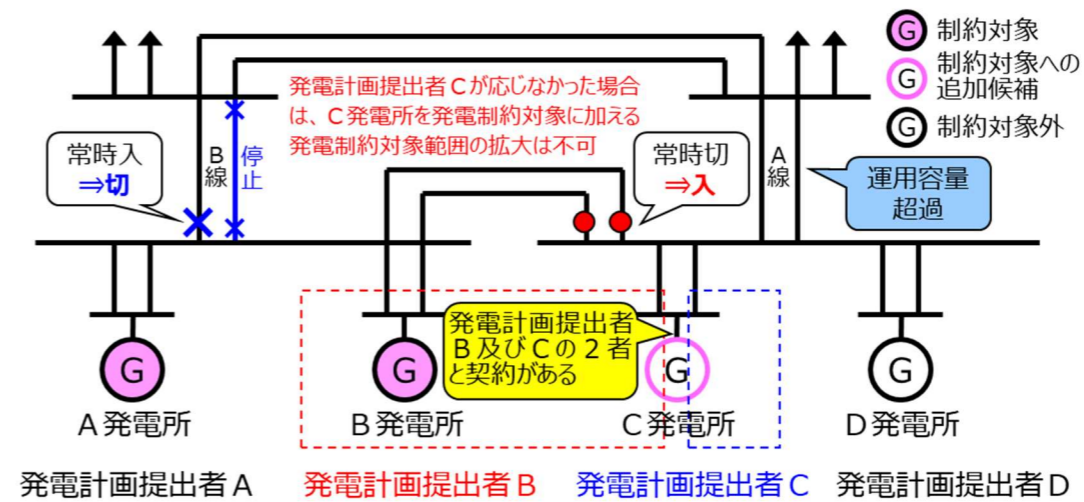 G 制約対象
G 制約対象への
追加候補
G 制約対象外
発電計画提出者Cが応じなかった場合
は、C発電所を発電制約対象に加える
発電制約対象範囲の拡大は不可
常時入
⇒切
B線
停止
常時切
⇒入
A線
運用容量
超過
発電計画提出者
B及びCの2者
と契約がある
G
G
G
G
A発電所
B発電所
C発電所
D発電所
発電計画提出者A
発電計画提出者B
発電計画提出者C
発電計画提出者D